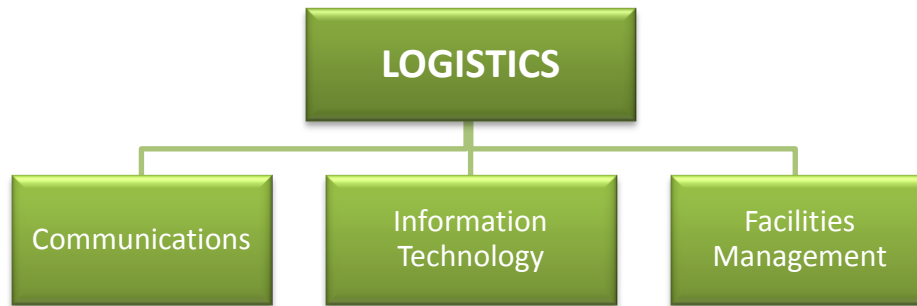 LOGISTICS
Communications
Information
Technology
Facilities
Management